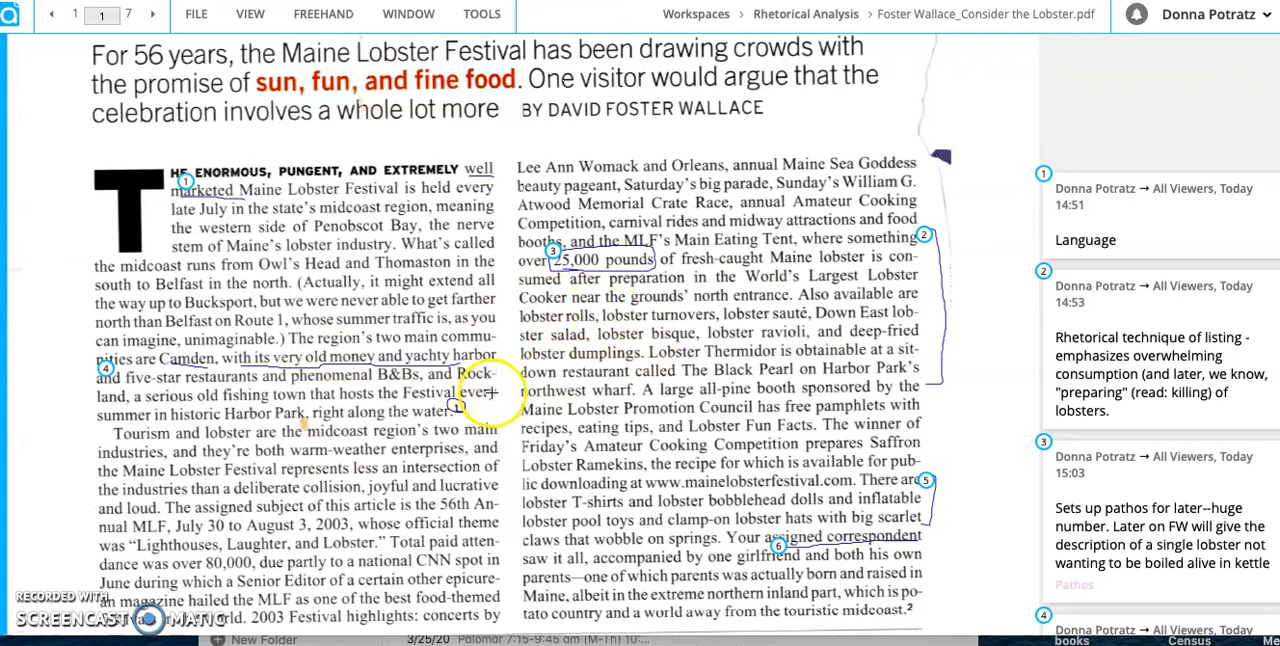 1 1 7 FILE VIEW FREEHAND WINDOW TOOLS Workspaces > Rhetorical Analysis > Foster Wallace_Consider the Lobster.pdf Donna Potratz
For 56 years, the Maine Lobster Festival has been drawing crowds with
the promise of sun, fun, and fine food. One visitor would argue that the
celebration involves a whole lot more BY DAVID FOSTER WALLACE
THE ENORMOUS, PUNGENT, AND EXTREMELY well
1
marketed Maine Lobster Festival is held every
late July in the state's midcoast region, meaning
the western side of Penobscot Bay, the nerve
stem of Maine's lobster industry. What's called
the midcoast runs from Owl's Head and Thomaston in the
south to Belfast in the north. (Actually, it might extend all
the way up to Bucksport, but we were never able to get farther
north than Belfast on Route 1, whose summer traffic is, as you
can imagine, unimaginable.) The region's two main commu-
nities are Camden, with its very old money and yachty harbor
4
and five-star restaurants and phenomenal B&Bs, and Rock-
land, a serious old fishing town that hosts the Festival every
summer in historic Harbor Park, right along the water.¹
Tourism and lobster are the midcoast region's two main
industries, and they're both warm-weather enterprises, and
the Maine Lobster Festival represents less an intersection of
the industries than a deliberate collision, joyful and lucrative
and loud. The assigned subject of this article is the 56th An-
nual MLF, July 30 to August 3, 2003, whose official theme
was "Lighthouses, Laughter, and Lobster." Total paid atten-
dance was over 80,000, due partly to a national CNN spot in
June during which a Senior Editor of a certain other epicure-
an magazine hailed the MLF as one of the best food-themed
rld. 2003 Festival highlights: concerts by
Lee Ann Womack and Orleans, annual Maine Sea Goddess
beauty pageant, Saturday's big parade, Sunday's William G.
Atwood Memorial Crate Race, annual Amateur Cooking
Competition, carnival rides and midway attractions and food
booths, and the MLF's Main Eating Tent, where something
2
3
over 25,000 pounds of fresh-caught Maine lobster is con-
sumed after preparation in the World's Largest Lobster
Cooker near the grounds' north entrance. Also available are
lobster rolls, lobster turnovers, lobster sauté, Down East lob-
ster salad, lobster bisque, lobster ravioli, and deep-fried
lobster dumplings. Lobster Thermidor is obtainable at a sit-
down restaurant called The Black Pearl on Harbor Park's
northwest wharf. A large all-pine booth sponsored by the
Maine Lobster Promotion Council has free pamphlets with
recipes, eating tips, and Lobster Fun Facts. The winner of
Friday's Amateur Cooking Competition prepares Saffron
Lobster Ramekins, the recipe for which is available for pub-
lic downloading at www.mainelobsterfestival.com. There are
5
lobster T-shirts and lobster bobblehead dolls and inflatable
lobster pool toys and clamp-on lobster hats with big scarlet
claws that wobble on springs. Your assigned correspondent
6
saw it all, accompanied by one girlfriend and both his own
parents—one of which parents was actually born and raised in
Maine, albeit in the extreme northern inland part, which is po-
tato country and a world away from the touristic midcoast.²
1
Donna Potratz → All Viewers, Today
14:51
Language
2
Donna Potratz → All Viewers, Today
14:53
Rhetorical technique of listing -
emphasizes overwhelming
consumption (and later, we know,
"preparing" (read: killing) of
lobsters.
3
Donna Potratz → All Viewers, Today
15:03
Sets up pathos for later--huge
number. Later on FW will give the
description of a single lobster not
wanting to be boiled alive in kettle
Pathos
4
Donna Potratz → All Viewers, Today
RECORDED WITH
SCREENCAST MATIC
New Folder 3/25/20 Palomar 7:15-9:45 am (M-Th) 10:... books Census Me